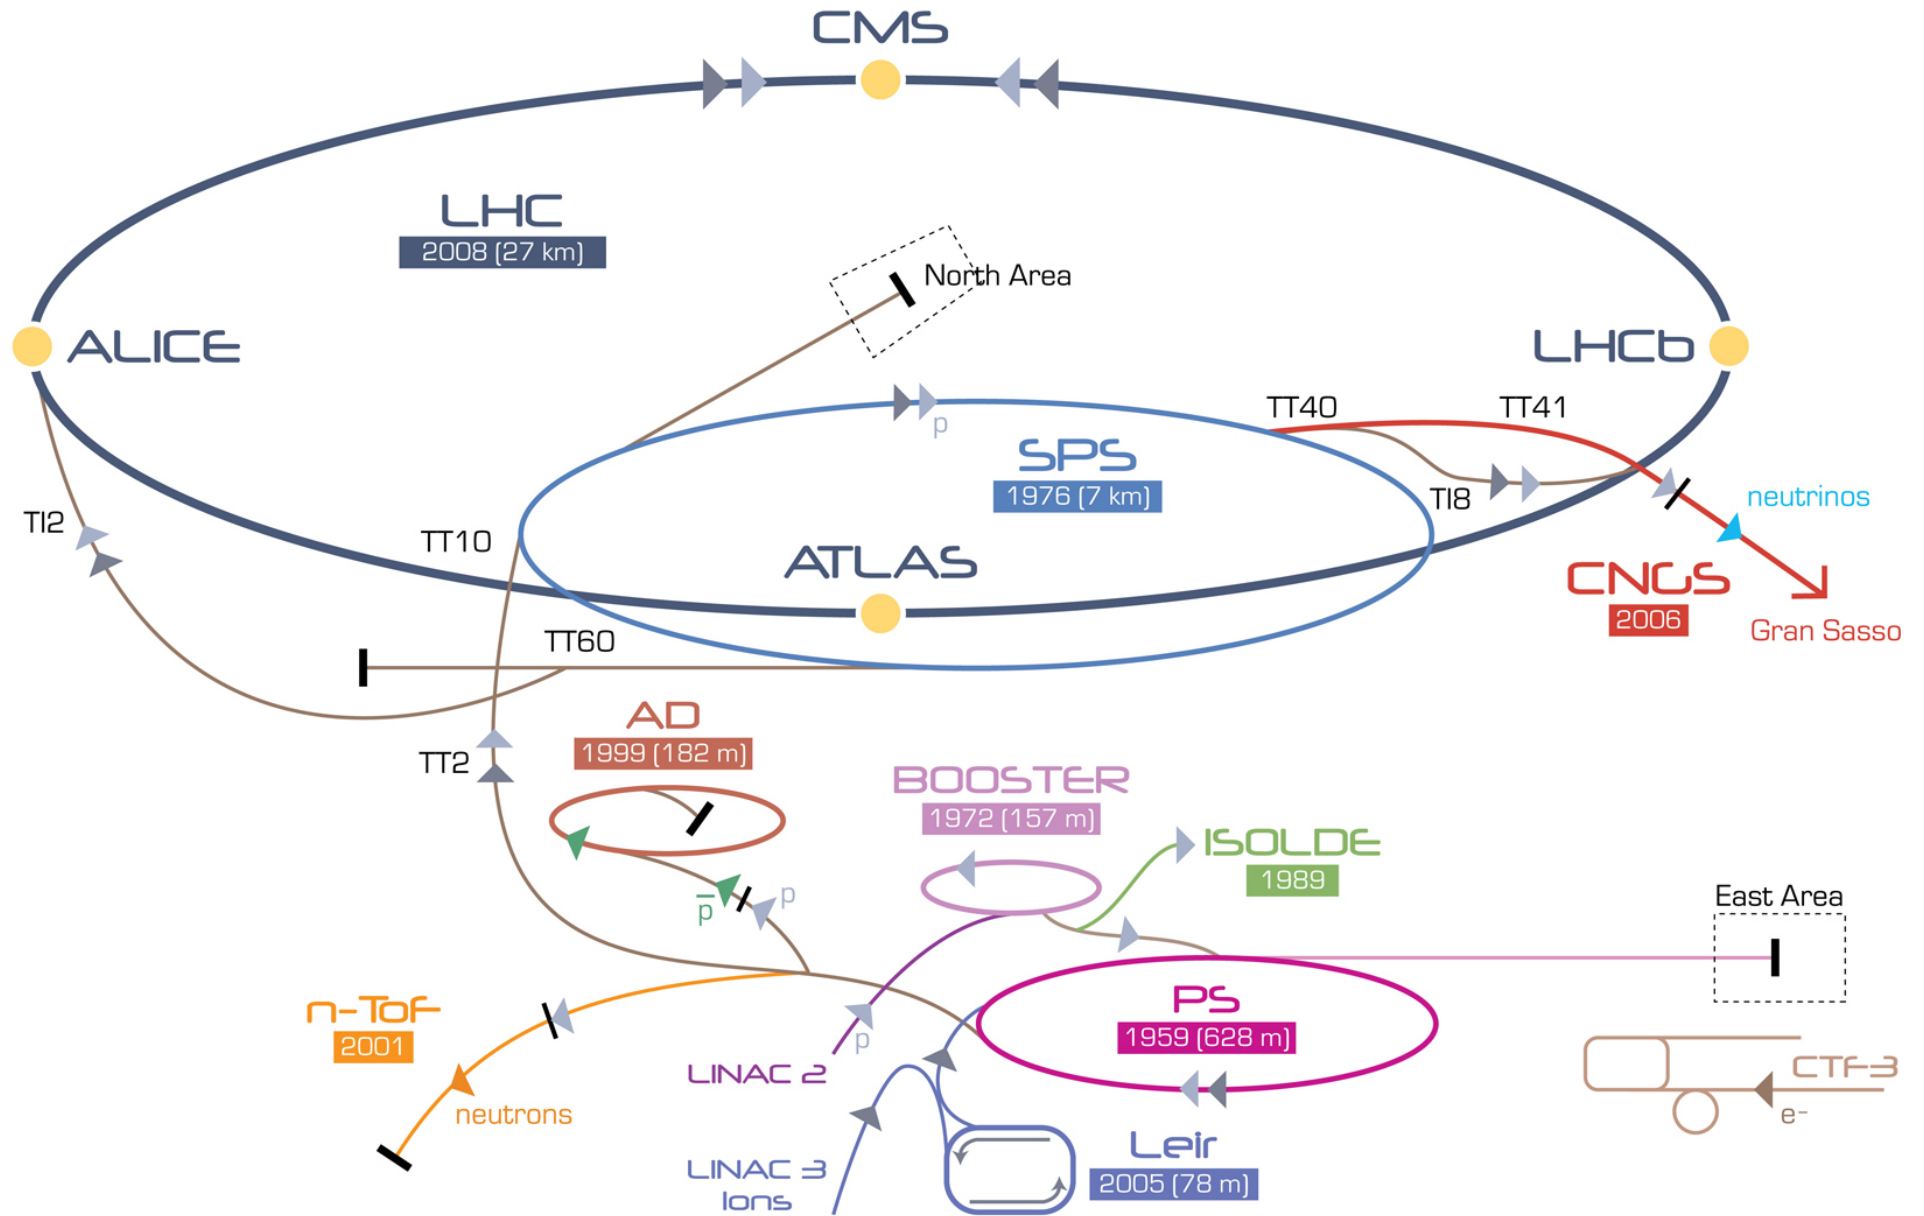 CMS
LHC
2008 (27 km)
North Area
ALICE
LHCb
TT40
TT41
p
SPS
1976 (7 km)
TI8
neutrinos
TI2
TT10
ATLAS
CNGS
2006
Gran Sasso
TT60
AD
1999 (182 m)
TT2
BOOSTER
1972 (157 m)
ISOLDE
1989
p̅
p
East Area
n-ToF
2001
PS
1959 (628 m)
p
LINAC 2
neutrons
CTF-3
e⁻
LINAC 3
Ions
Leir
2005 (78 m)